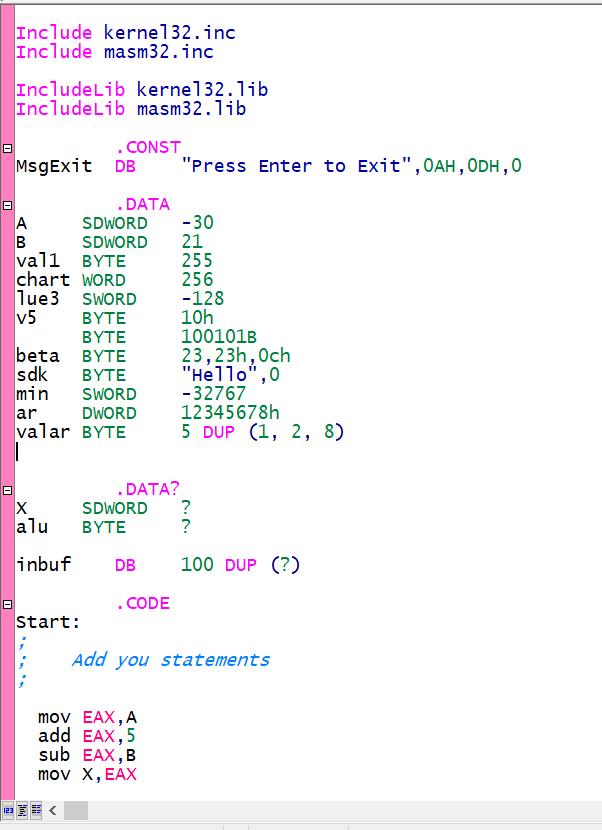 Include kernel32.inc
Include masm32.inc
IncludeLib kernel32.lib
IncludeLib masm32.lib
.CONST
MsgExit DB "Press Enter to Exit",0AH,0DH,0
.DATA
A SDWORD -30
B SDWORD 21
val1 BYTE 255
chart WORD 256
lue3 SWORD -128
v5 BYTE 10h
BYTE 100101B
beta BYTE 23,23h,0ch
sdk BYTE "Hello",0
min SWORD -32767
ar DWORD 12345678h
valar BYTE 5 DUP (1, 2, 8)
.DATA?
X SDWORD ?
alu BYTE ?
inbuf DB 100 DUP (?)
.CODE
Start:
;
; Add you statements
;
mov EAX,A
add EAX,5
sub EAX,B
mov X,EAX
123